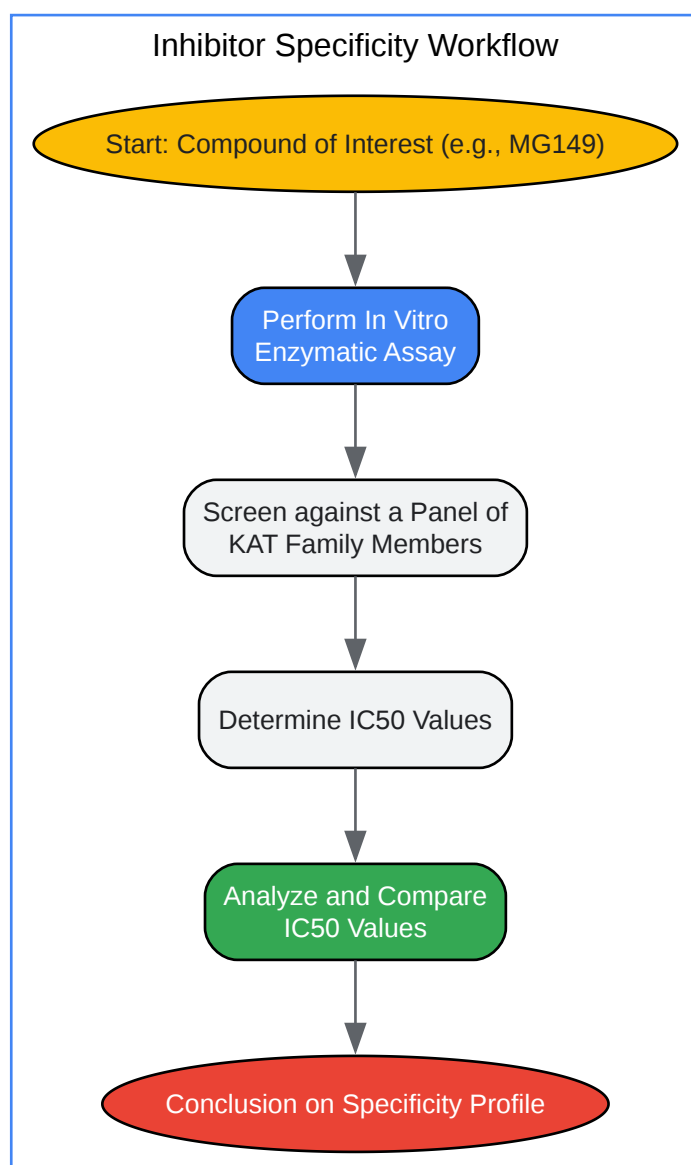 Inhibitor Specificity Workflow
Start: Compound of Interest (e.g., MG149)
Perform In Vitro
Enzymatic Assay
Screen against a Panel of
KAT Family Members
Determine IC50 Values
Analyze and Compare
IC50 Values
Conclusion on Specificity Profile